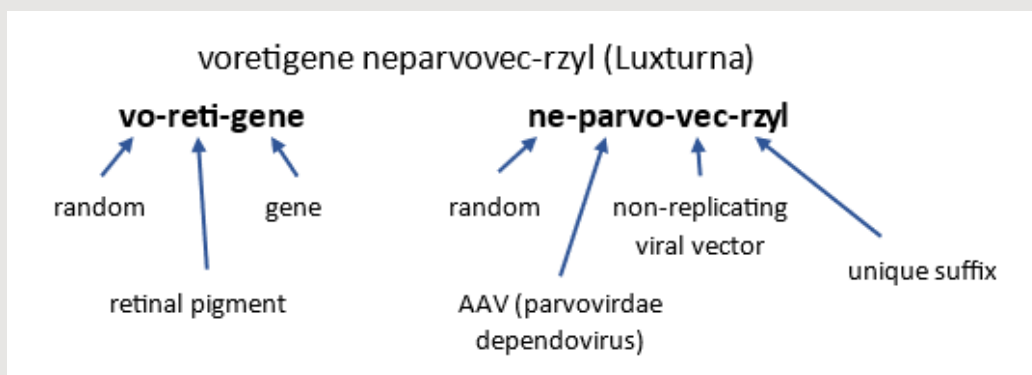 voretigene neparvovec-rzyl (Luxturna)
vo-reti-gene
ne-parvo-vec-rzyl
random
gene
random
non-replicating
viral vector
unique suffix
retinal pigment
AAV (parvovirdae
dependovirus)